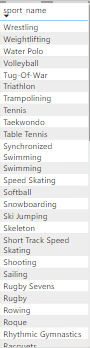 sport_name
Wrestling
Weightlifting
Water Polo
Volleyball
Tug-Of-War
Triathlon
Trampolining
Tennis
Taekwondo
Table Tennis
Synchronized
Swimming
Swimming
Speed Skating
Softball
Snowboarding
Ski Jumping
Skeleton
Short Track Speed
Skating
Shooting
Sailing
Rugby Sevens
Rugby
Rowing
Roque
Rhythmic Gymnastics
Racquets